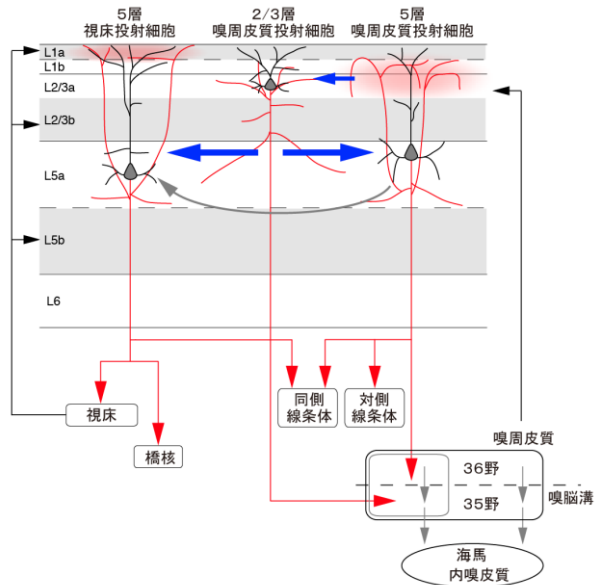 5層
視床投射細胞
2/3層
嗅周皮質投射細胞
5層
嗅周皮質投射細胞
L1a
L1b
L2/3a
L2/3b
L5a
L5b
L6
視床
橋核
同側
線条体
対側
線条体
嗅周皮質
36野
35野
嗅脳溝
海馬
内嗅皮質